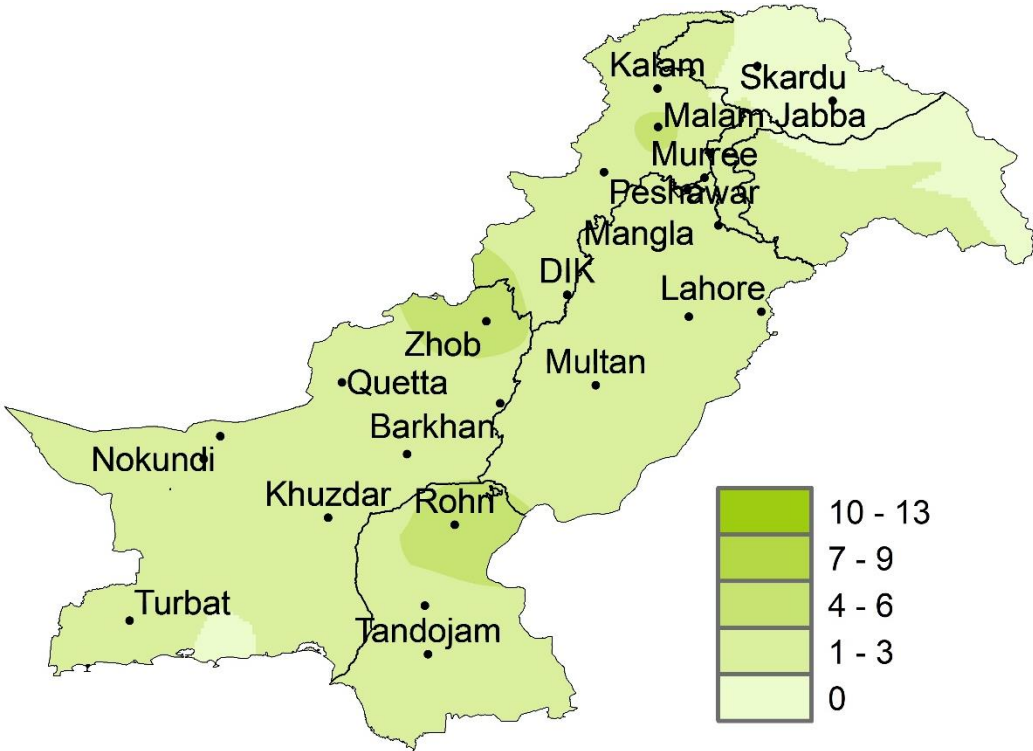 Kalam
Skardu
Malam Jabba
Murree
Peshawar
Mangla
DIK
Lahore
Zhob
Multan
Quetta
Barkhan
Nokundi
Khuzdar
Rohn
Turbat
Tandojam
10 - 13
7 - 9
4 - 6
1 - 3
0